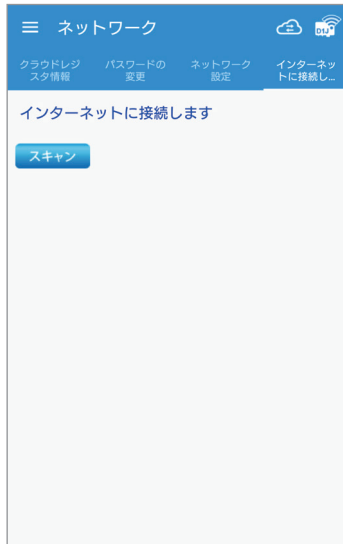 ネットワーク
D1J
クラウドレジ
スタ情報
パスワードの
変更
ネットワーク
設定
インターネッ
トに接続し...
インターネットに接続します
スキャン